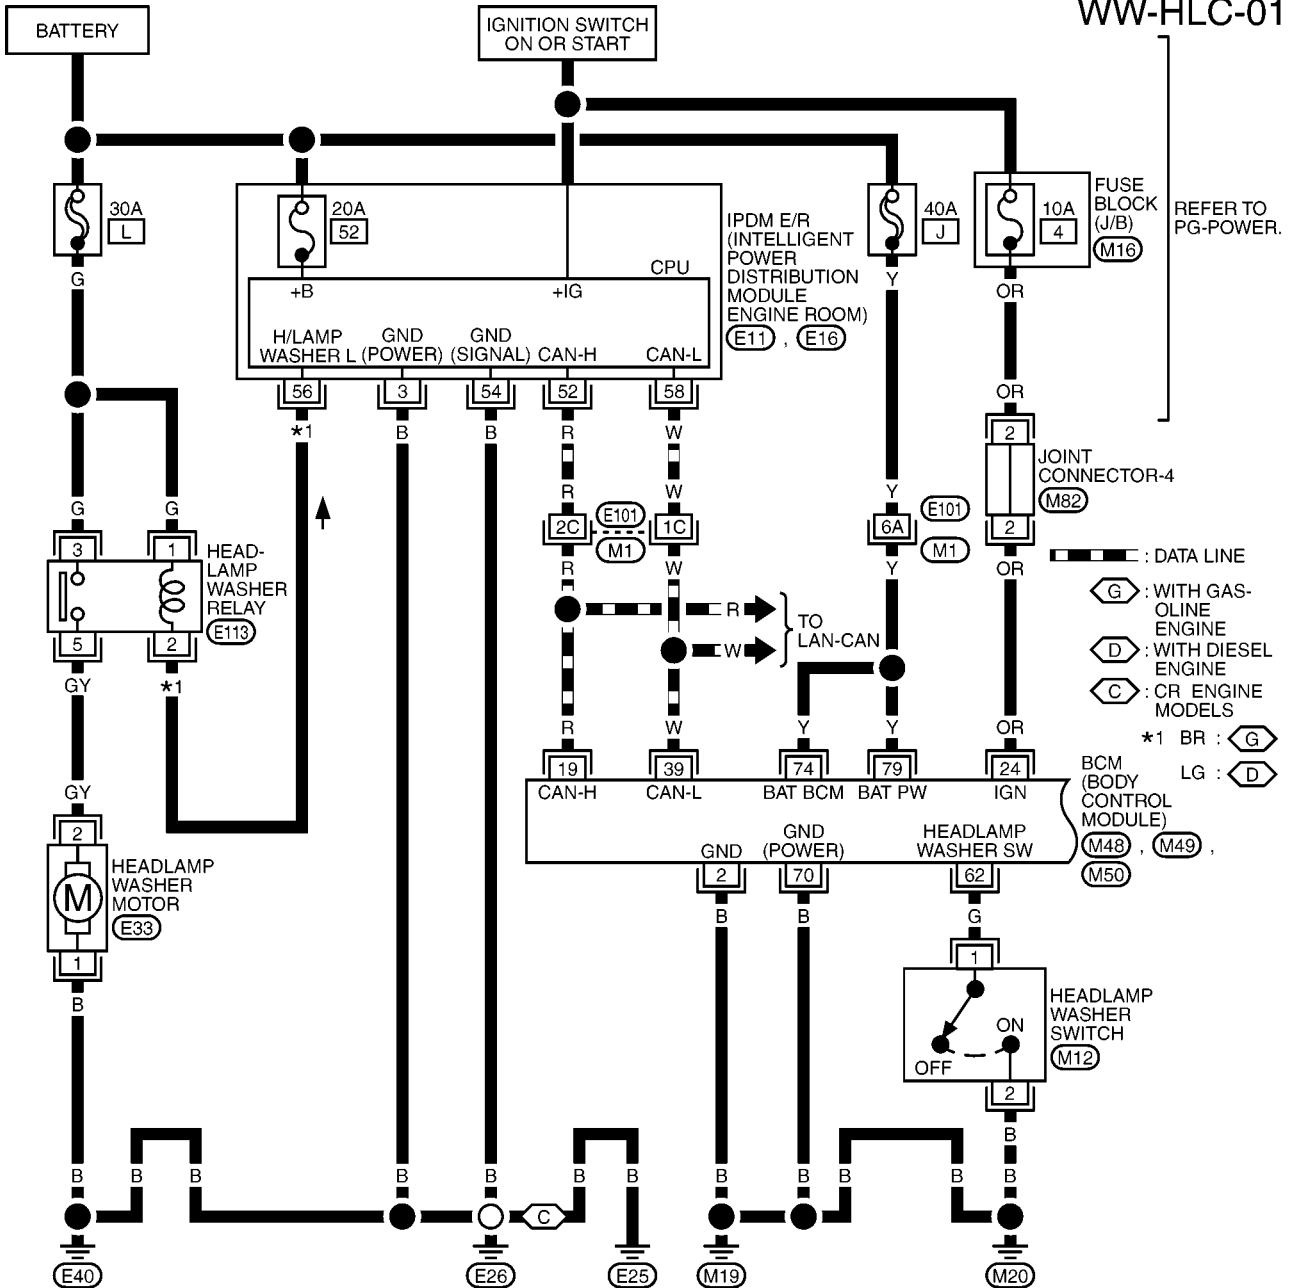 WW-HLC-01
BATTERY
IGNITION SWITCH
ON OR START
30A
L
20A
52
40A
J
10A
4
FUSE
BLOCK
(J/B)
M16
REFER TO
PG-POWER.
IPDM E/R
(INTELLIGENT
POWER
DISTRIBUTION
MODULE
ENGINE ROOM)
E11 , E16
CPU
+B
+IG
H/LAMP
WASHER L
GND
(POWER)
GND
(SIGNAL)
CAN-H
CAN-L
56
3
54
52
58
G
Y
OR
*1
B
B
R
W
OR
2
JOINT
CONNECTOR-4
M82
2
G
G
R
W
Y
2C
E101
M1
1C
6A
E101
M1
3
1
HEAD-
LAMP
WASHER
RELAY
E113
5
2
R
W
Y
OR
: DATA LINE
G : WITH GAS-
OLINE
ENGINE
D : WITH DIESEL
ENGINE
C : CR ENGINE
MODELS
*1 BR : G
LG : D
R
W
TO
LAN-CAN
GY
*1
R
W
Y
Y
OR
19
39
74
79
24
CAN-H
CAN-L
BAT BCM
BAT PW
IGN
BCM
(BODY
CONTROL
MODULE)
M48 , M49 ,
M50
GND
GND
(POWER)
HEADLAMP
WASHER SW
2
70
62
GY
2
M
HEADLAMP
WASHER
MOTOR
E33
1
B
B
B
G
1
HEADLAMP
WASHER
SWITCH
M12
ON
OFF
2
B
B
B
B
B
B
B
B
B
B
B
B
B
C
E40
E26
E25
M19
M20